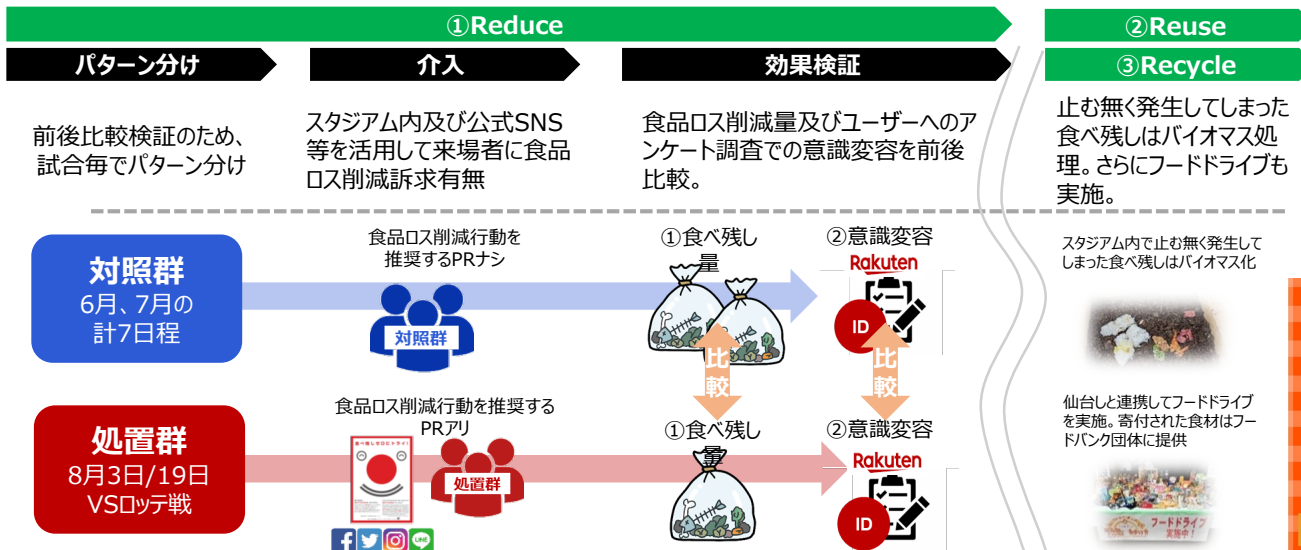 ①Reduce
②Reuse
パターン分け
介入
効果検証
③Recycle
前後比較検証のため、
試合毎でパターン分け
スタジアム内及び公式SNS
等を活用して来場者に食品
ロス削減訴求有無
食品ロス削減量及びユーザーへのア
ンケート調査での意識変容を前後
比較。
止む無く発生してしまった
食べ残しはバイオマス処
理。さらにフードドライブも
実施。
対照群
6月、7月の
計7日程
食品ロス削減行動を
推奨するPRナシ
対照群
①食べ残し
量
②意識変容
Rakuten
ID
比
較
比
較
スタジアム内で止む無く発生して
しまった食べ残しはバイオマス化
処置群
8月3日/19日
VSロッテ戦
食品ロス削減行動を推奨する
PRアリ
食べ残しゼロにトライ!
処置群
LINE
①食べ残し
量
②意識変容
Rakuten
ID
仙台しと連携してフードドライブ
を実施。寄付された食材はフー
ドバンク団体に提供
フードドライブ
実施中!